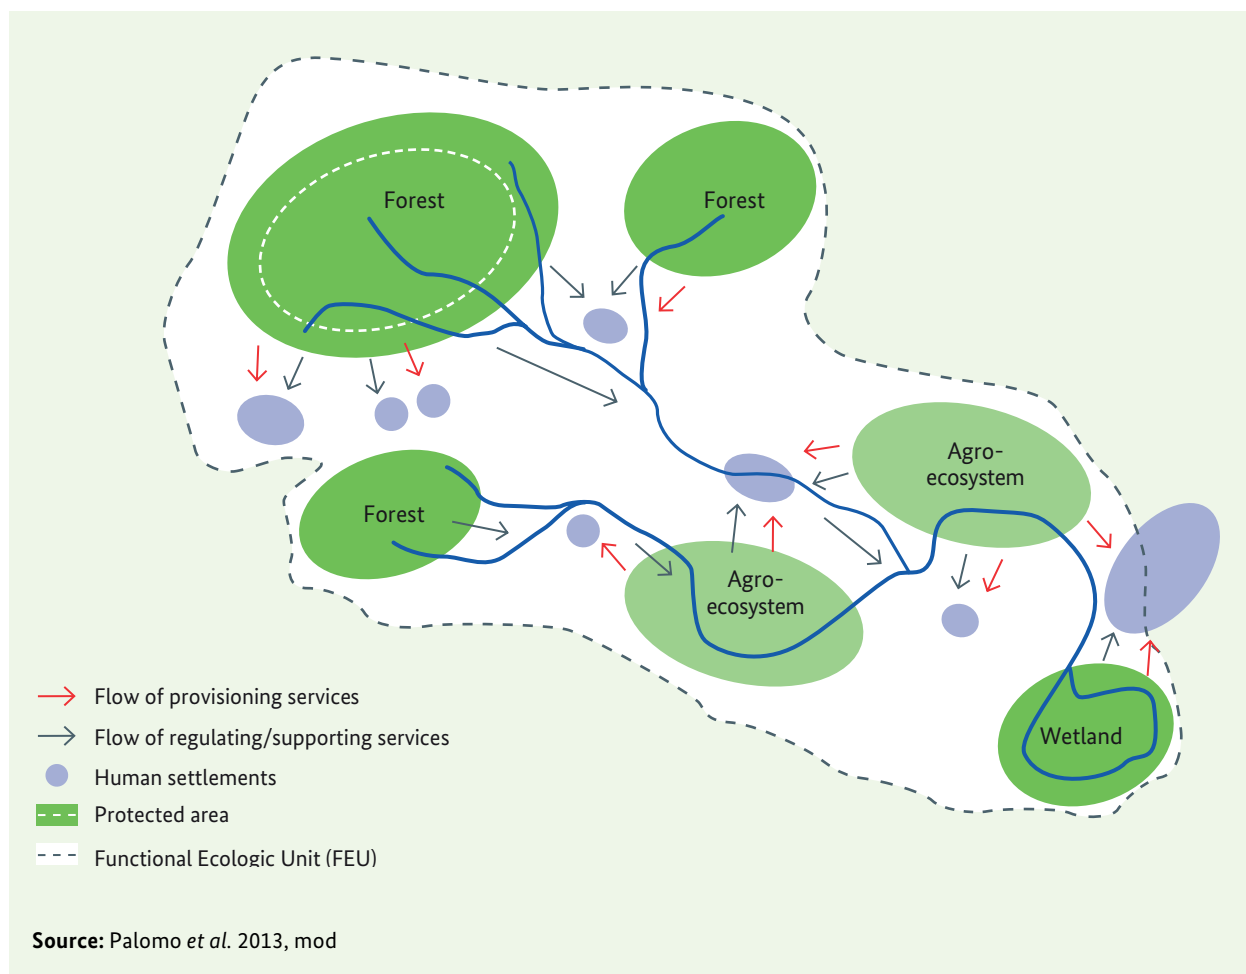 Forest
Forest
Agro-
ecosystem
Forest
Agro-
ecosystem
Wetland
Flow of provisioning services
Flow of regulating/supporting services
Human settlements
Protected area
Functional Ecologic Unit (FEU)
Source: Palomo et al. 2013, mod